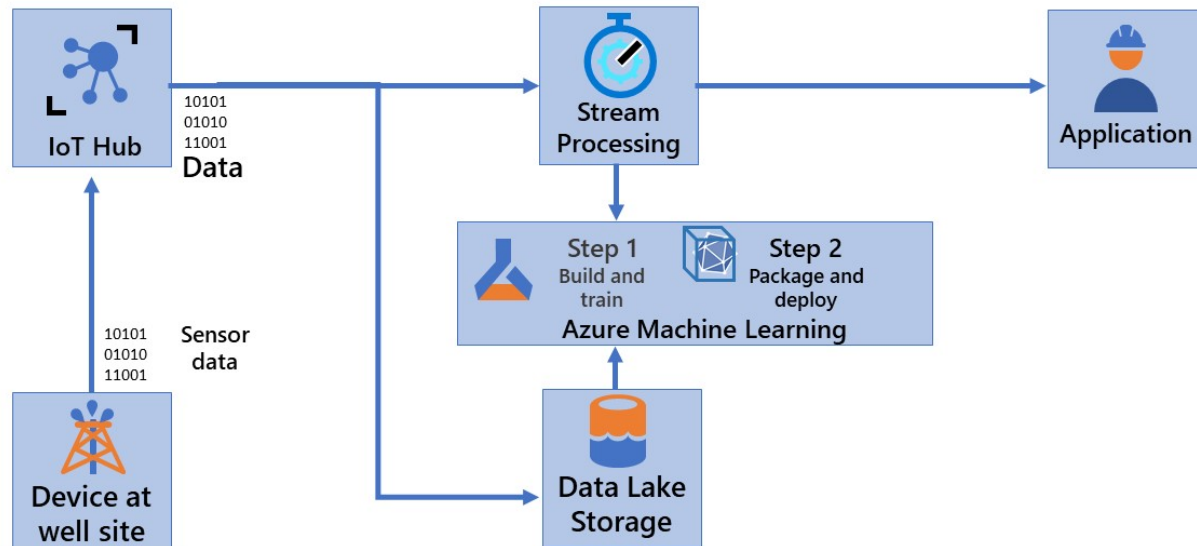 IoT Hub
10101
01010
11001
Data
Stream
Processing
Application
Step 1
Build and
train
Step 2
Package and
deploy
Azure Machine Learning
10101
01010
11001
Sensor
data
Device at
well site
Data Lake
Storage